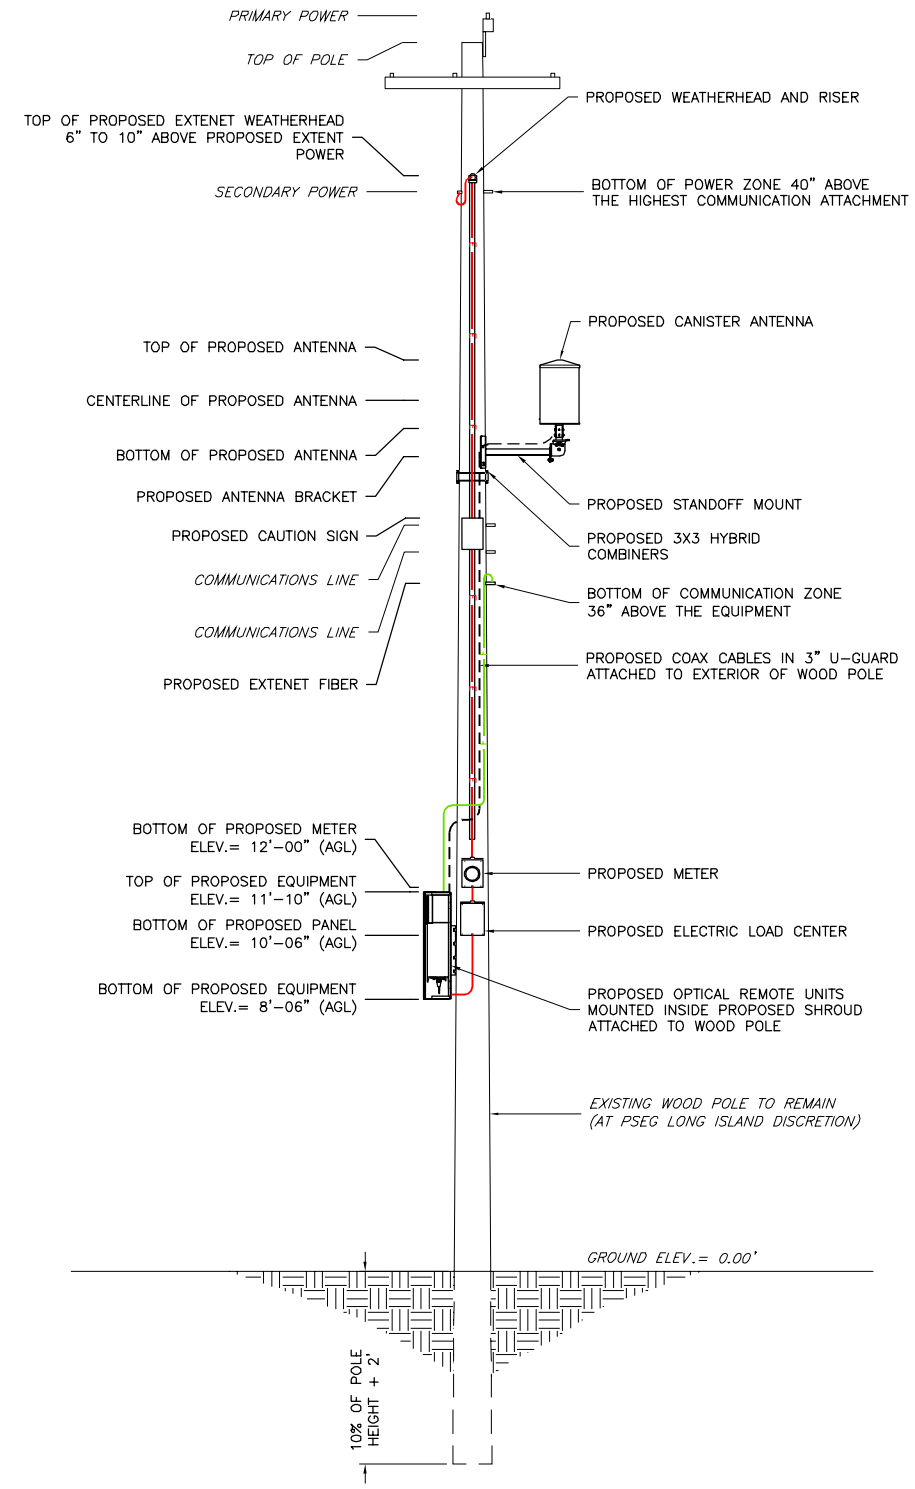 PRIMARY POWER
TOP OF POLE
PROPOSED WEATHERHEAD AND RISER
TOP OF PROPOSED EXTENET WEATHERHEAD
6" TO 10" ABOVE PROPOSED EXTENT
POWER
SECONDARY POWER
BOTTOM OF POWER ZONE 40" ABOVE
THE HIGHEST COMMUNICATION ATTACHMENT
PROPOSED CANISTER ANTENNA
TOP OF PROPOSED ANTENNA
CENTERLINE OF PROPOSED ANTENNA
BOTTOM OF PROPOSED ANTENNA
PROPOSED ANTENNA BRACKET
PROPOSED STANDOFF MOUNT
PROPOSED CAUTION SIGN
PROPOSED 3X3 HYBRID
COMBINERS
COMMUNICATIONS LINE
BOTTOM OF COMMUNICATION ZONE
36" ABOVE THE EQUIPMENT
COMMUNICATIONS LINE
PROPOSED COAX CABLES IN 3" U-GUARD
ATTACHED TO EXTERIOR OF WOOD POLE
PROPOSED EXTENET FIBER
BOTTOM OF PROPOSED METER
ELEV.= 12'-00" (AGL)
PROPOSED METER
TOP OF PROPOSED EQUIPMENT
ELEV.= 11'-10" (AGL)
BOTTOM OF PROPOSED PANEL
ELEV.= 10'-06" (AGL)
PROPOSED ELECTRIC LOAD CENTER
BOTTOM OF PROPOSED EQUIPMENT
ELEV.= 8'-06" (AGL)
PROPOSED OPTICAL REMOTE UNITS
MOUNTED INSIDE PROPOSED SHROUD
ATTACHED TO WOOD POLE
EXISTING WOOD POLE TO REMAIN
(AT PSEG LONG ISLAND DISCRETION)
GROUND ELEV.= 0.00'
10% OF POLE
HEIGHT + 2'